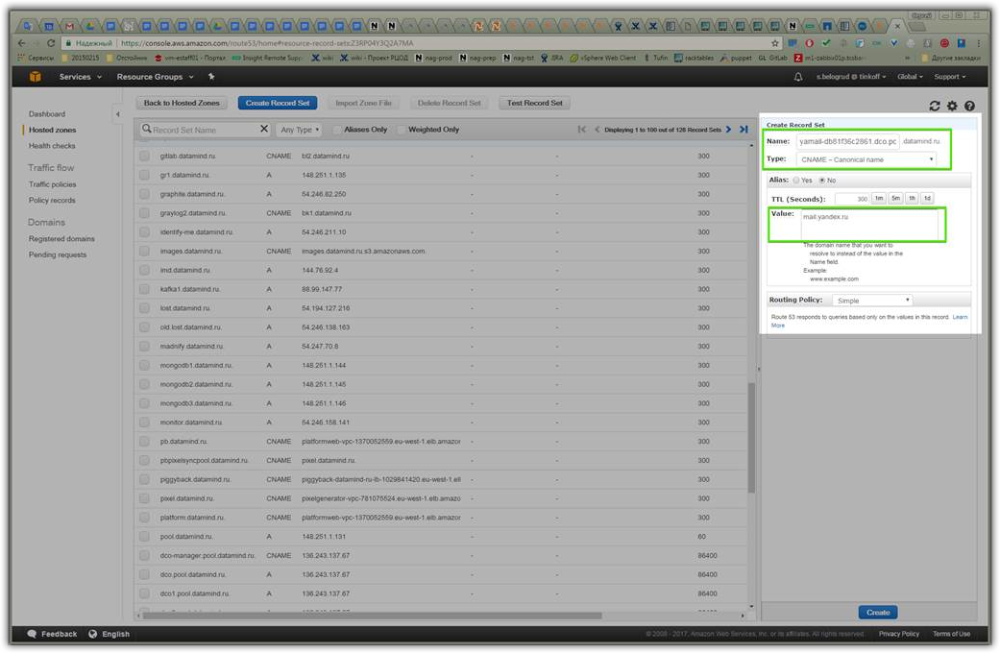 Надежный https://console.aws.amazon.com/route53/home#resource-record-sets:Z3RP04Y3Q2A7MA
Сервисы 20150215 Отстойник vm-estaff01 - Портал Insight Remote Supp wiki wiki - Проект РЦОД nag-prod nag-prep nag-tst SRA vSphere Web Client Tufin racktables puppet GL GitLab Другие закладки
Services Resource Groups s.belogrud @ tinkoff Global Support
Dashboard
Hosted zones
Health checks
Traffic flow
Traffic policies
Policy records
Domains
Registered domains
Pending requests
Back to Hosted Zones Create Record Set Import Zone File Delete Record Set Test Record Set
Record Set Name Any Type Aliases Only Weighted Only Displaying 1 to 100 out of 128 Record Sets
gitlab.datamind.ru. CNAME bl2.datamind.ru - - 300
gr1.datamind.ru. A 148.251.1.135 - - 300
graphite.datamind.ru. A 54.246.82.250 - - 300
graylog2.datamind.ru. CNAME bk1.datamind.ru - - 300
identify-me.datamind.ru. A 54.246.211.10 - - 300
images.datamind.ru. CNAME images.datamind.ru.s3.amazonaws.com. - - 300
imd.datamind.ru. A 144.76.92.4 - - 300
kafka1.datamind.ru. A 88.99.147.77 - - 300
lost.datamind.ru. A 54.194.127.216 - - 300
old.lost.datamind.ru. A 54.246.138.163 - - 300
madnify.datamind.ru. A 54.247.70.8 - - 300
mongodb1.datamind.ru. A 148.251.1.144 - - 300
mongodb2.datamind.ru. A 148.251.1.145 - - 300
mongodb3.datamind.ru. A 148.251.1.146 - - 300
monitor.datamind.ru. A 54.246.158.141 - - 300
pb.datamind.ru. CNAME platformweb-vpc-1370052559.eu-west-1.elb.amazor - - 300
pbpixelsyncpool.datamind.ru. CNAME pixel.datamind.ru. - - 300
piggyback.datamind.ru. CNAME piggyback-datamind-ru-lb-1029841420.eu-west-1.ell - - 300
pixel.datamind.ru. CNAME pixelgenerator-vpc-781075524.eu-west-1.elb.amazo - - 300
platform.datamind.ru. CNAME platformweb-vpc-1370052559.eu-west-1.elb.amazor - - 300
pool.datamind.ru. A 148.251.1.131 - - 60
dco-manager.pool.datamind.ru. CNAME 136.243.137.67 - - 86400
dco.pool.datamind.ru. A 136.243.137.67 - - 86400
dco1.pool.datamind.ru. A 136.243.137.67 - - 86400
Create Record Set
Name: yamail-db81f36c2861.dco.pc .datamind.ru.
Type: CNAME – Canonical name
Alias: Yes No
TTL (Seconds): 300 1m 5m 1h 1d
Value: mail.yandex.ru
The domain name that you want to
resolve to instead of the value in the
Name field.
Example:
www.example.com
Routing Policy: Simple
Route 53 responds to queries based only on the values in this record. Learn
More
Create
Feedback English © 2008 - 2017, Amazon Web Services, Inc. or its affiliates. All rights reserved. Privacy Policy Terms of Use